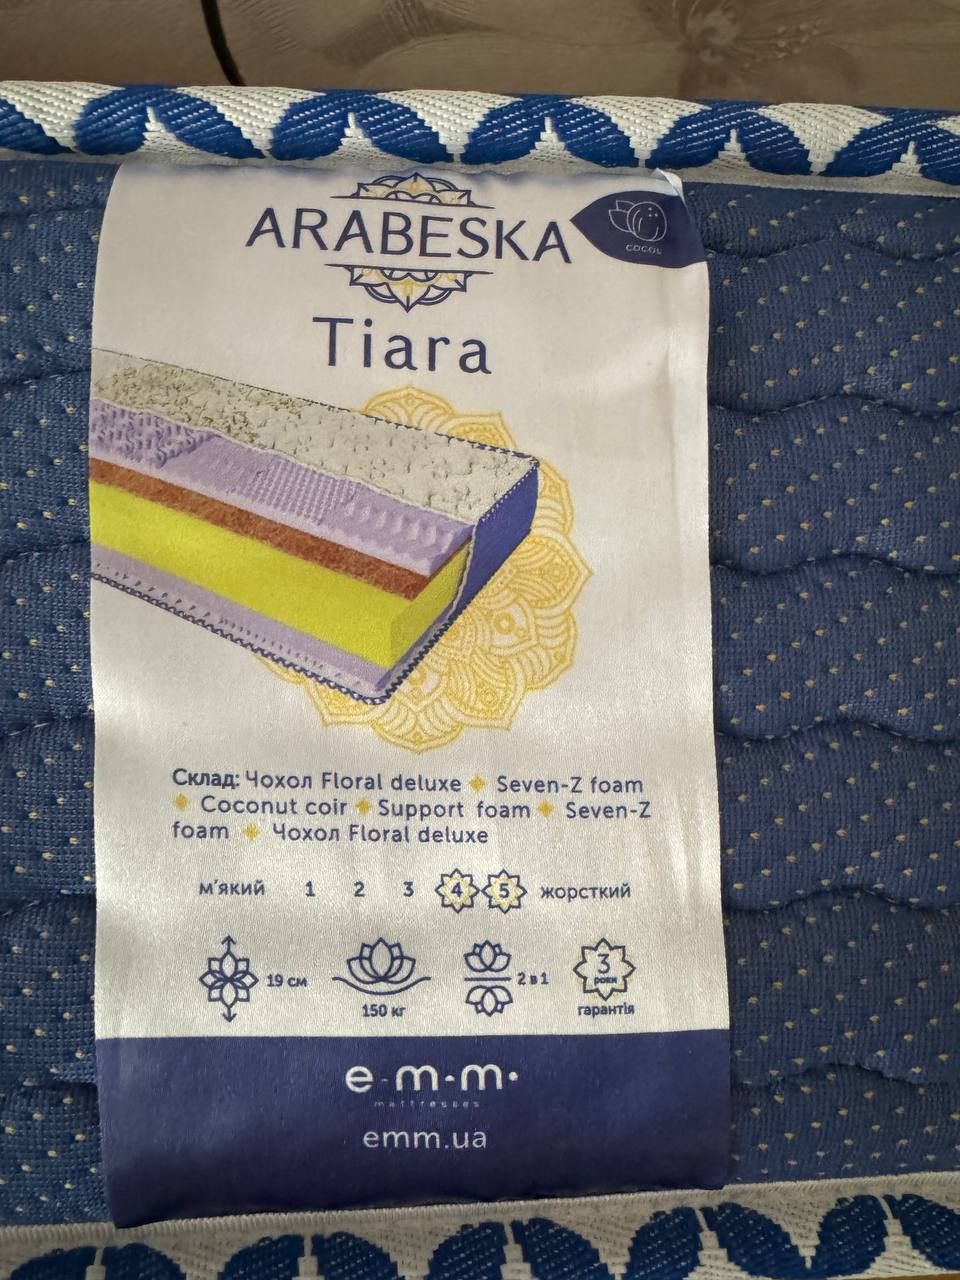 ARABESKA
COCOS
Tiara
Склад: Чохол Floral deluxe Seven-Z foam
Coconut coir Support foam Seven-Z
foam Чохол Floral deluxe
м'який 1 2 3 4 5 жорсткий
19 см
150 кг
2 в 1
3
роки
гарантія
e·m·m·
mattresses
emm.ua